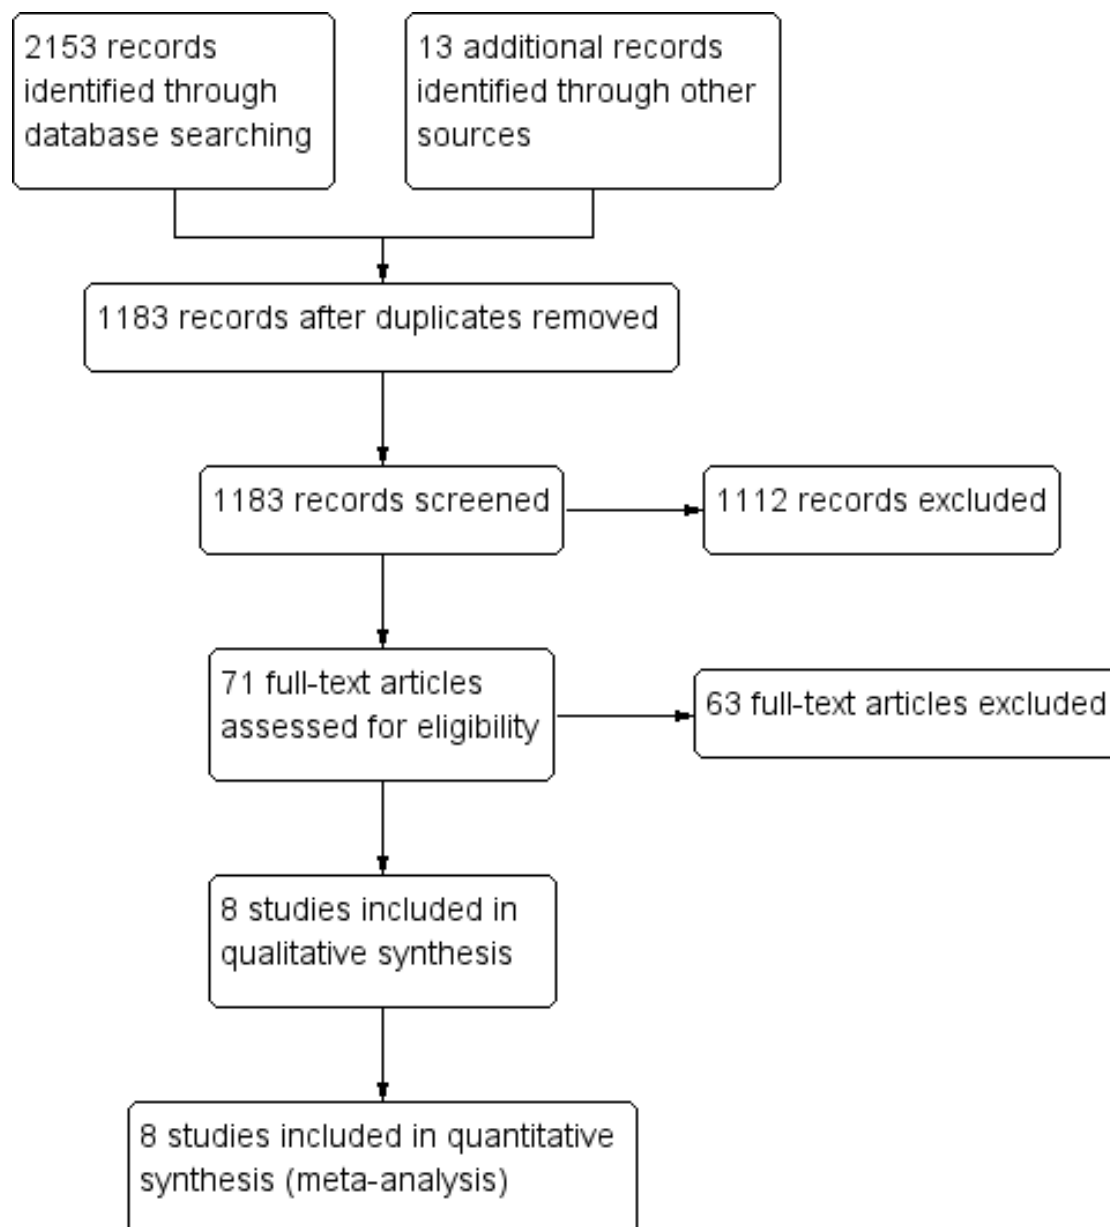 2153 records
identified through
database searching
13 additional records
identified through other
sources
1183 records after duplicates removed
1183 records screened
1112 records excluded
71 full-text articles
assessed for eligibility
63 full-text articles excluded
8 studies included in
qualitative synthesis
8 studies included in quantitative
synthesis (meta-analysis)